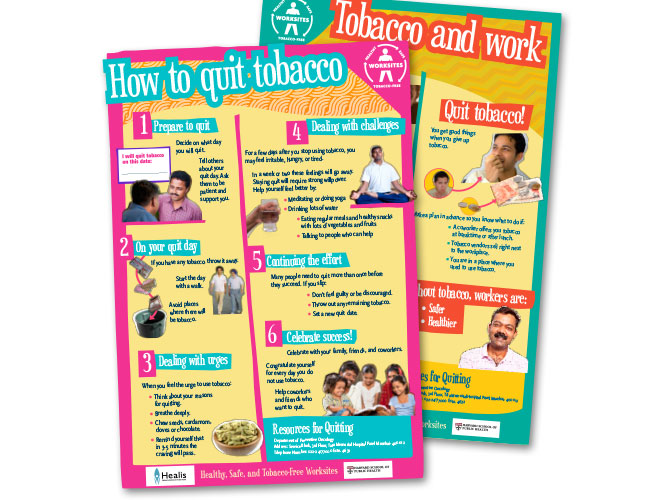 How to quit tobacco
WORKSITES
TOBACCO-FREE
1 Prepare to quit
Decide on what day
you will quit.
I will quit tobacco
on this date:
Tell others
about your
quit day. Ask
them to be
patient and
support you.
2 On your quit day
If you have any tobacco throw it away.
Start the day
with a walk.
Avoid places
where there will
be tobacco.
3 Dealing with urges
When you feel the urge to use tobacco:
• Think about your reasons
for quitting.
• Breathe deeply.
• Chew seeds, cardemom,
cloves or chocolate.
• Remind yourself that
in 3-5 minutes the
craving will pass.
4 Dealing with challenges
For a few days after you stop using tobacco, you
may feel irritable, hungry, or tired.
In a week or two these feelings will go away.
Staying quit will require strong will power.
Help yourself feel better by:
• Meditating or doing yoga
• Drinking lots of water
• Eating regular meals and healthy snacks
with lots of vegetables and fruits
• Talking to people who can help
5 Continuing the effort
Many people need to quit more than once before
they succeed. If you slip:
• Don't feel guilty or be discouraged.
• Throw out any remaining tobacco.
• Set a new quit date.
6 Celebrate success!
Celebrate with your family, friends, and coworkers.
Congratulate yourself
for every day you do
not use tobacco.
Help coworkers
and friends who
want to quit.
Resources for Quitting
Department of Preventive Oncology
Healis
Healthy, Safe, and Tobacco-Free Worksites
HARVARD SCHOOL OF
PUBLIC HEALTH
WORKSITES
TOBACCO-FREE
Tobacco and work
Quit tobacco!
You get good things
when you give up
tobacco.
plan in advance so you know what to do if:
• A coworker offers you tobacco
at breaktime or after lunch.
• Tobacco vendors sell right next
to the workplace.
• You are in a place where you
used to use tobacco.
out tobacco, workers are:
• Safer
• Healthier
es for Quitting
Worksites
HARVARD SCHOOL OF
PUBLIC HEALTH